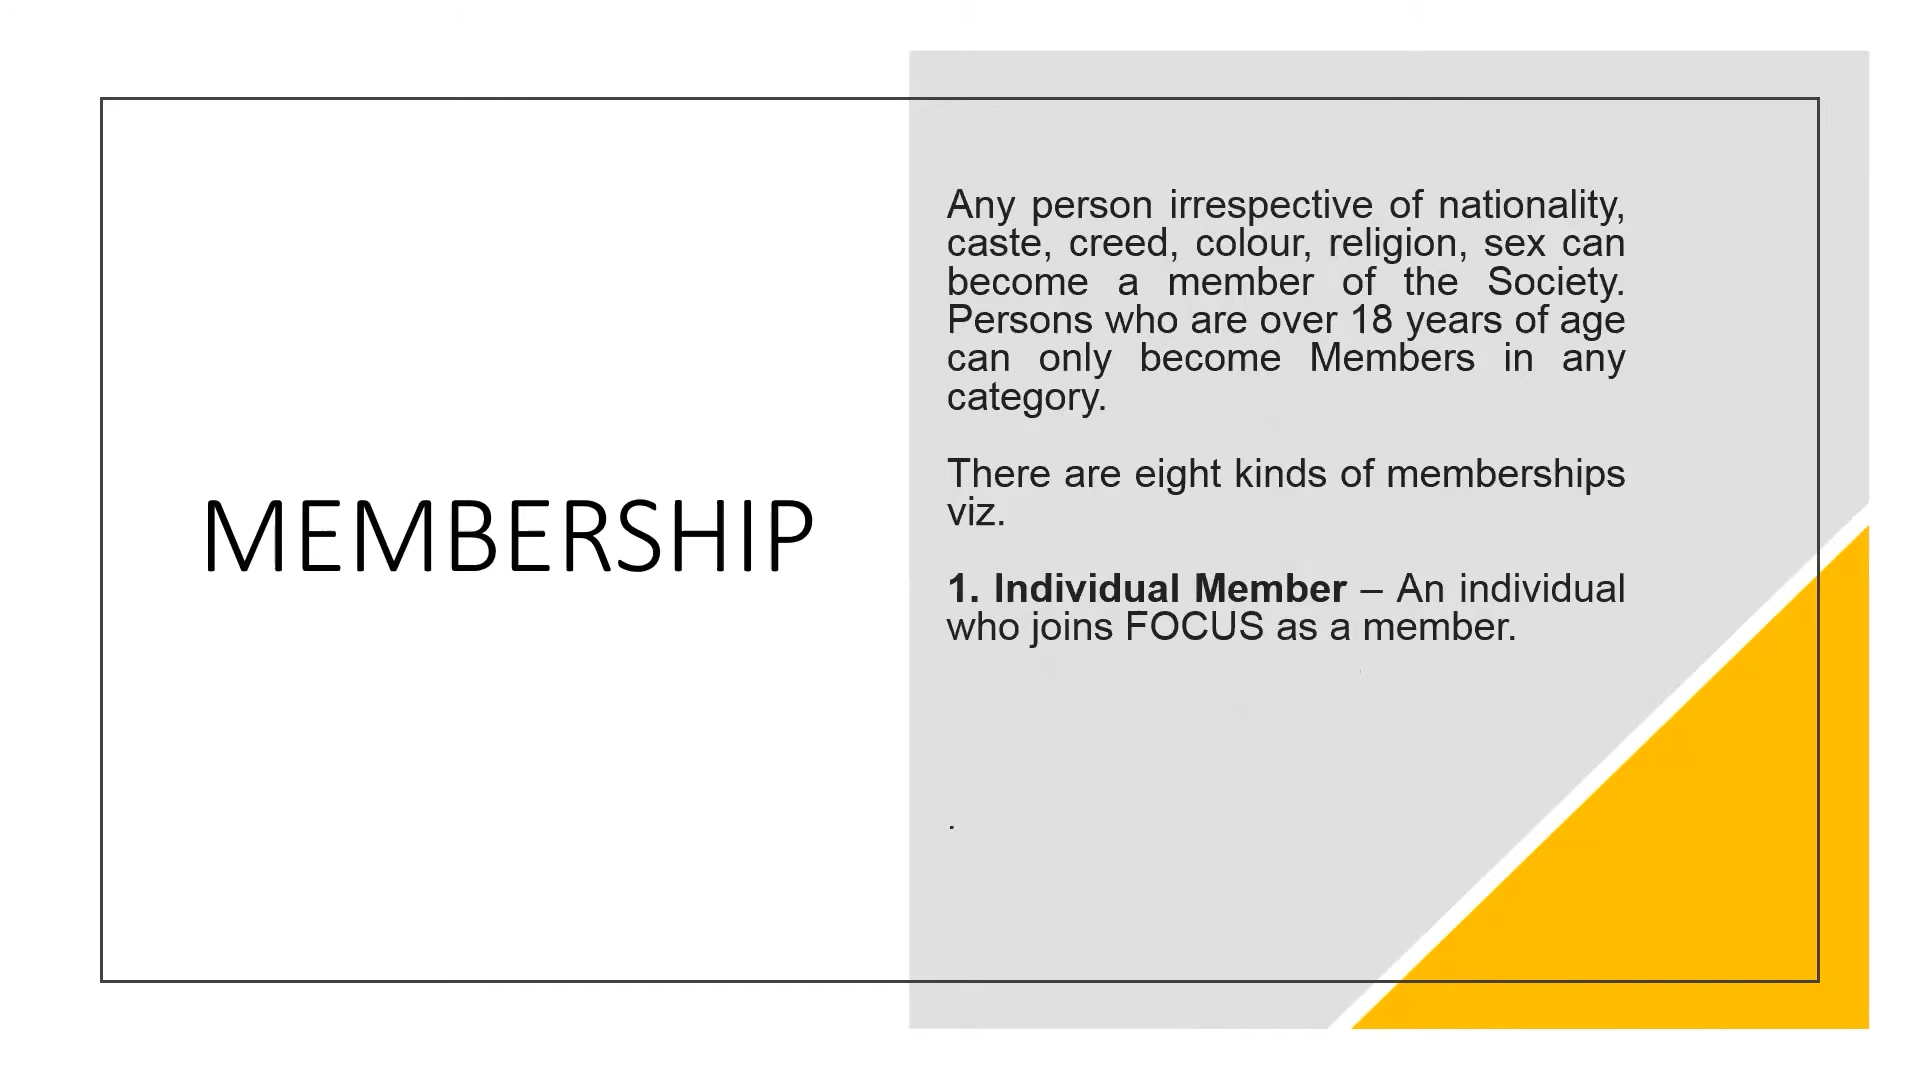 MEMBERSHIP
Any person irrespective of nationality,
caste, creed, colour, religion, sex can
become a member of the Society.
Persons who are over 18 years of age
can only become Members in any
category.
There are eight kinds of memberships
viz.
1. Individual Member – An individual
who joins FOCUS as a member.
.